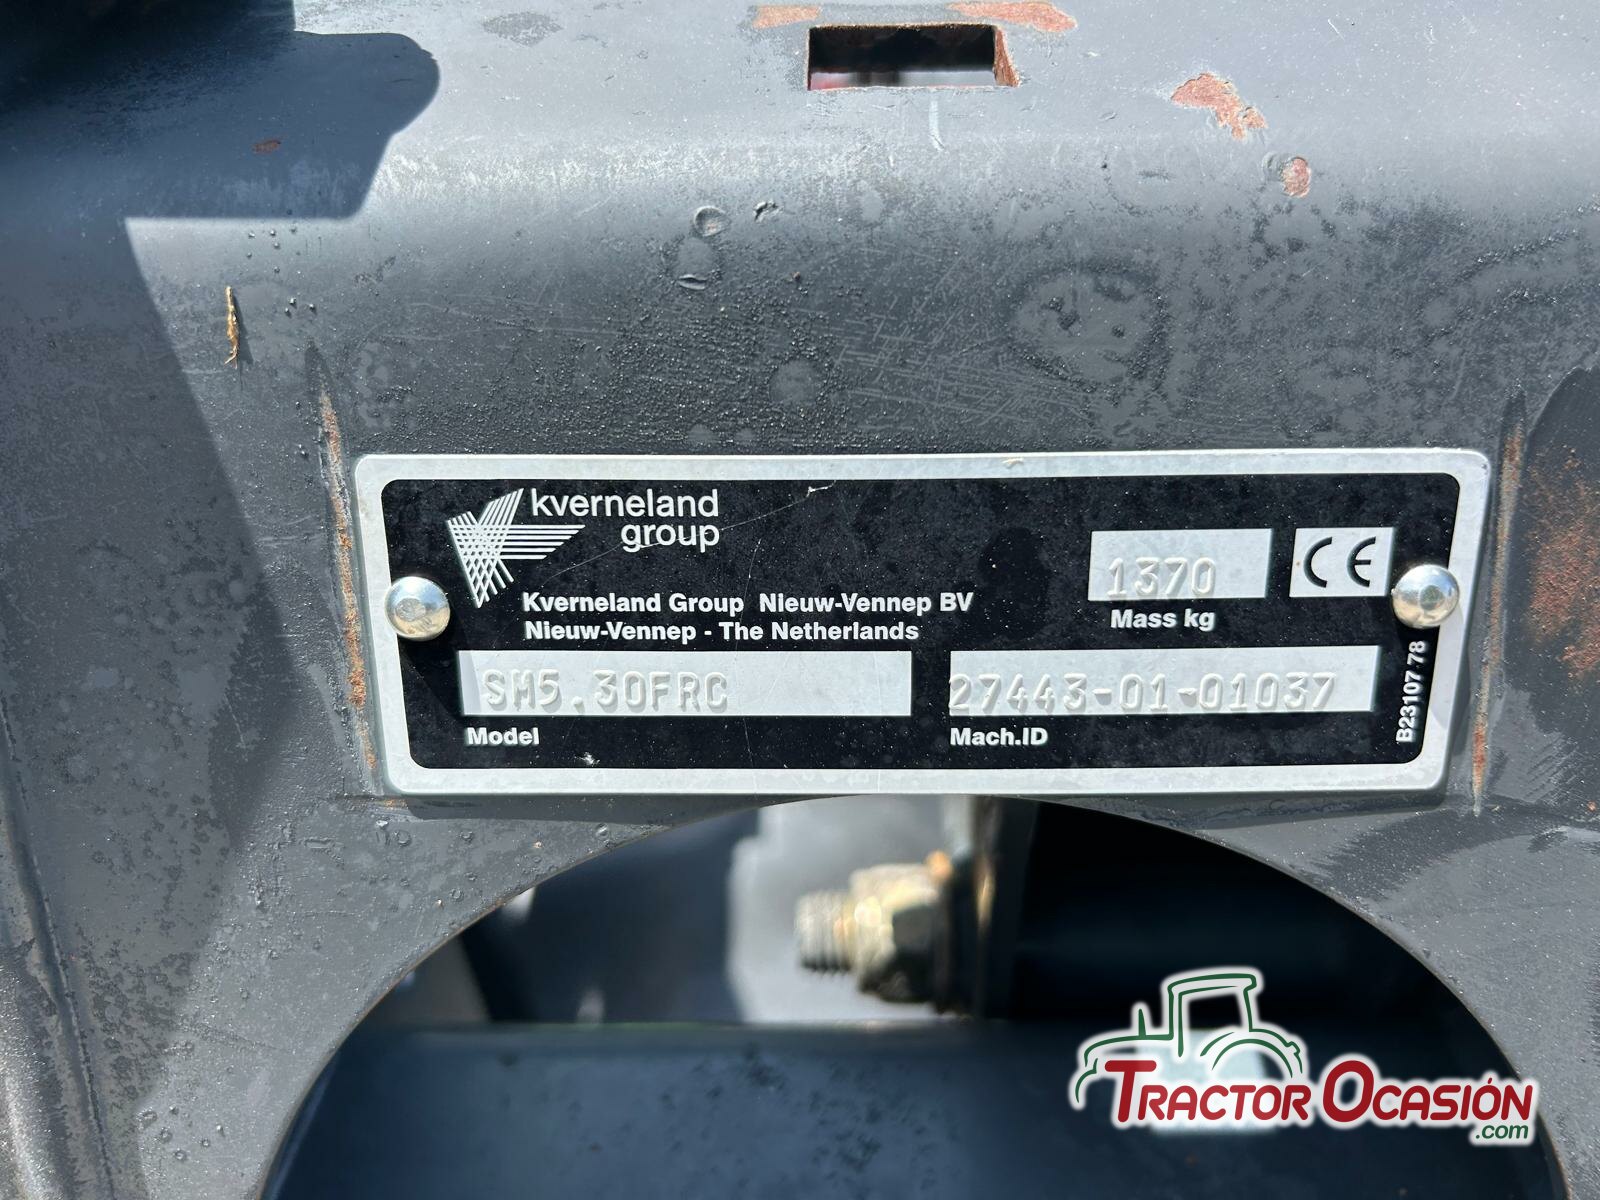 kverneland
group
Kverneland Group Nieuw-Vennep BV
Nieuw-Vennep - The Netherlands
1370
Mass kg
CE
SM5.30FRC
Model
27443-01-01037
Mach.ID
B23107 78
TRACTOR OCASIÓN
.com